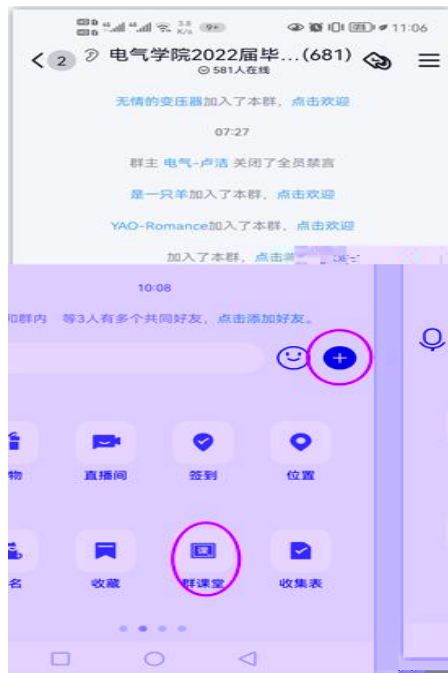 11:06
2 电气学院2022届毕...(681)
581人在线
无情的变压器加入了本群，点击欢迎
07:27
群主 电气-卢洁 关闭了全员禁言
是一只羊加入了本群，点击欢迎
YAO-Romance加入了本群，点击欢迎
加入了本群，点击
10:08
和群内 等3人有多个共同好友，点击添加好友。
物 直播间 签到 位置
名 收藏 群课堂 收集表